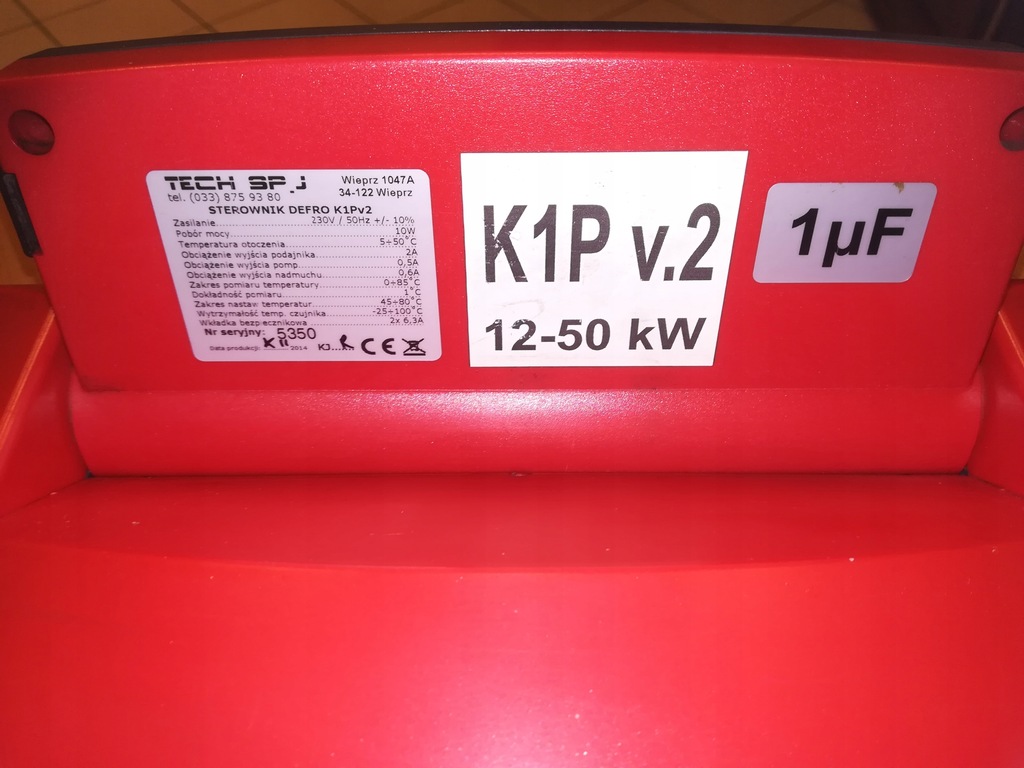 TECH SP.J
Wieprz 1047A
34-122 Wieprz
tel. (033) 875 93 80
STEROWNIK DEFRO K1Pv2
Zasilanie 230V / 50Hz +/- 10%
Pobór mocy 10W
Temperatura otoczenia 5÷50˚C
Obciążenie wyjścia podajnika 2A
Obciążenie wyjścia pomp 0,5A
Obciążenie wyjścia nadmuchu 0,6A
Zakres pomiaru temperatury 0÷85˚C
Dokładność pomiaru 1˚C
Zakres nastaw temperatur 45÷80˚C
Wytrzymałość temp. czujnika -25÷100˚C
Wkładka bezpiecznikowa 2x 6,3A
Nr seryjny: 5350
Data produkcji: K II 2014 KJ CE
K1P v.2
12-50 kW
1µF